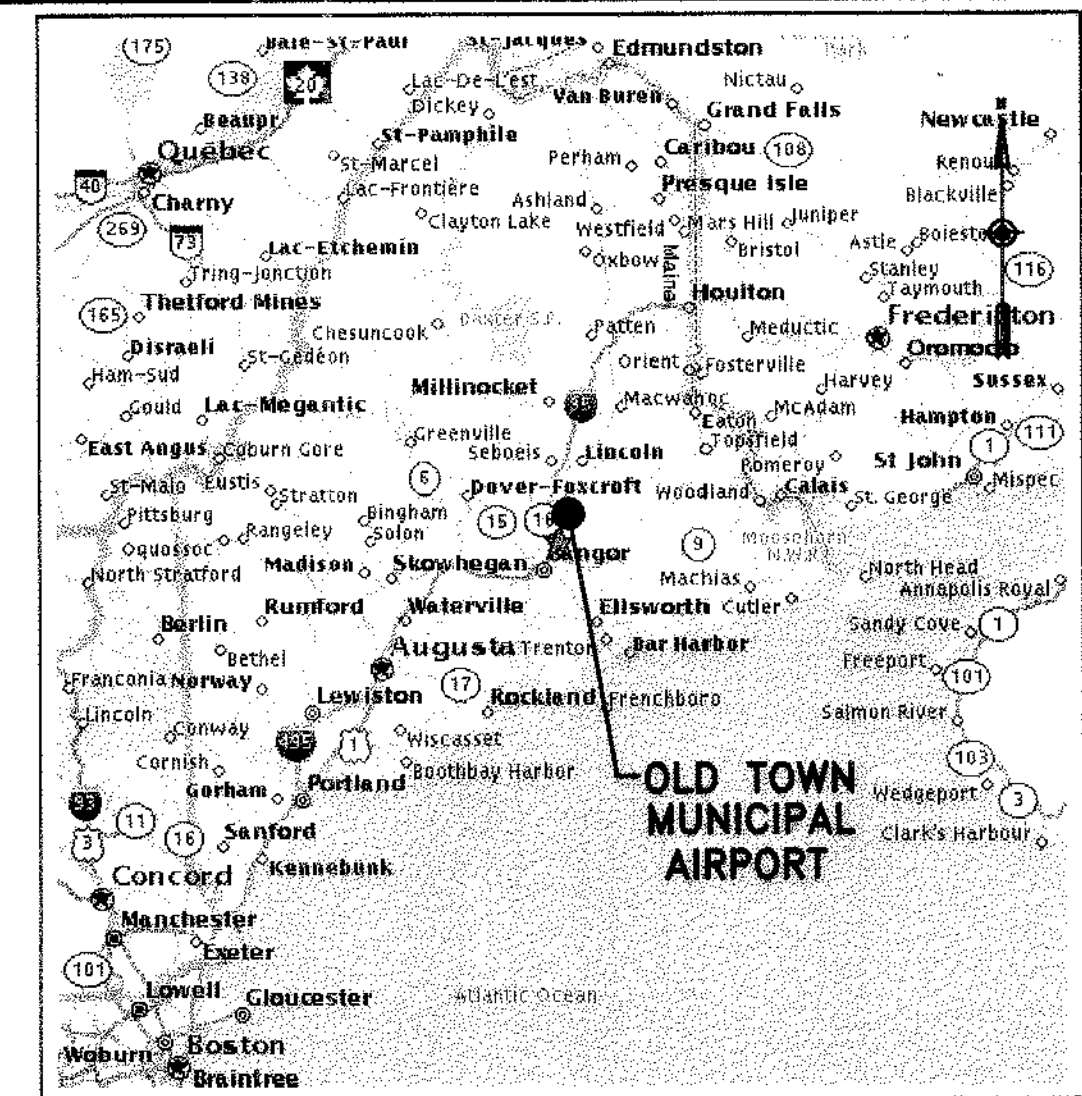 175
Baie-St-Paul
St-Jacques
Edmundston
Park
138
20
Lac-De-L'est
Nictau
Dickey
Van Buren
Grand Falls
Newcastle
N
Beaupr
St-Pamphile
Québec
St-Marcel
Perham
Caribou
108
Renou
40
Charny
Lac-Frontière
Presque Isle
Blackville
Ashland
269
73
Clayton Lake
Westfield
Mars Hill
Juniper
Astle
Boiesto
Lac-Etchemin
Oxbow
Maine
Bristol
116
Tring-Jonction
Stanley
Taymouth
165
Thetford Mines
Houlton
Chesuncook
Baxter S.P.
Patten
Meductic
Fredericton
Disraeli
St-Gédéon
Orient
Fosterville
Oromocto
Ham-Sud
Millinocket
95
Macwahoc
Harvey
Sussex
Gould
Lac-Megantic
Eaton
McAdam
Hampton
111
East Angus
Coburn Gore
Greenville
Seboeis
Lincoln
Topsfield
Pomeroy
St John
1
Eustis
6
Dover-Foxcroft
Woodland
Calais
St. George
Mispec
St-Malo
Stratton
Pittsburg
Bingham
15
16
Oquossoc
Rangeley
Solon
9
Moosehorn
N.W.R.
Bangor
North Stratford
Madison
Skowhegan
Machias
North Head
Annapolis Royal
Rumford
Waterville
Ellsworth
Cutler
Berlin
Sandy Cove
1
Bethel
Augusta
Trenton
Bar Harbor
Freeport
101
Franconia
Norway
17
Lewiston
Rockland
Frenchboro
Lincoln
Salmon River
Conway
495
1
Wiscasset
Cornish
Boothbay Harbor
103
Gorham
Portland
OLD TOWN
MUNICIPAL
AIRPORT
Wedgeport
3
93
11
3
16
Sanford
Clark's Harbour
Kennebunk
Concord
Manchester
Exeter
101
Lowell
Gloucester
Atlantic Ocean
Woburn
Boston
Braintree